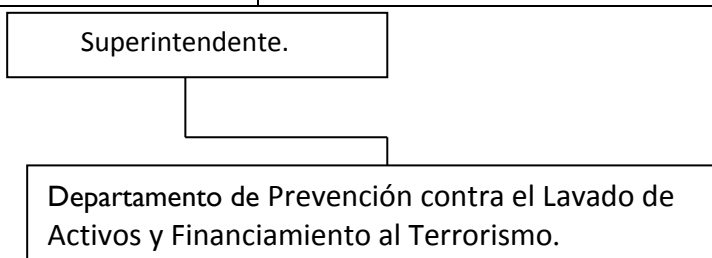 Superintendente.
Departamento de Prevención contra el Lavado de
Activos y Financiamiento al Terrorismo.